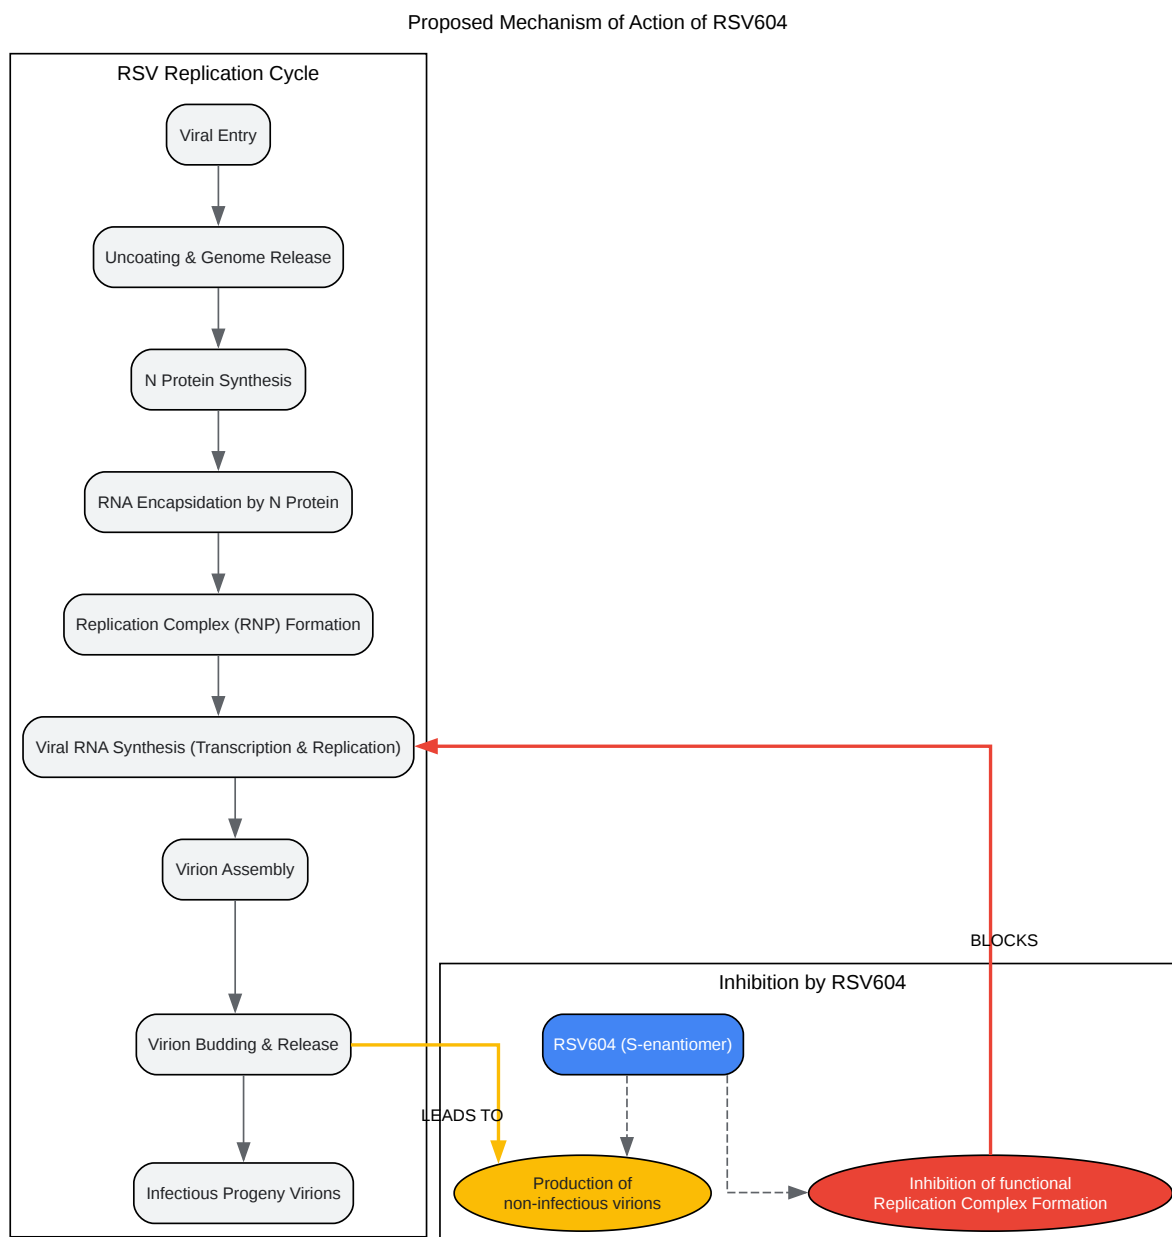 Proposed Mechanism of Action of RSV604
RSV Replication Cycle
Viral Entry
Uncoating & Genome Release
N Protein Synthesis
RNA Encapsidation by N Protein
Replication Complex (RNP) Formation
Viral RNA Synthesis (Transcription & Replication)
Virion Assembly
BLOCKS
Inhibition by RSV604
Virion Budding & Release
RSV604 (S-enantiomer)
LEADS TO
Infectious Progeny Virions
Production of
non-infectious virions
Inhibition of functional
Replication Complex Formation